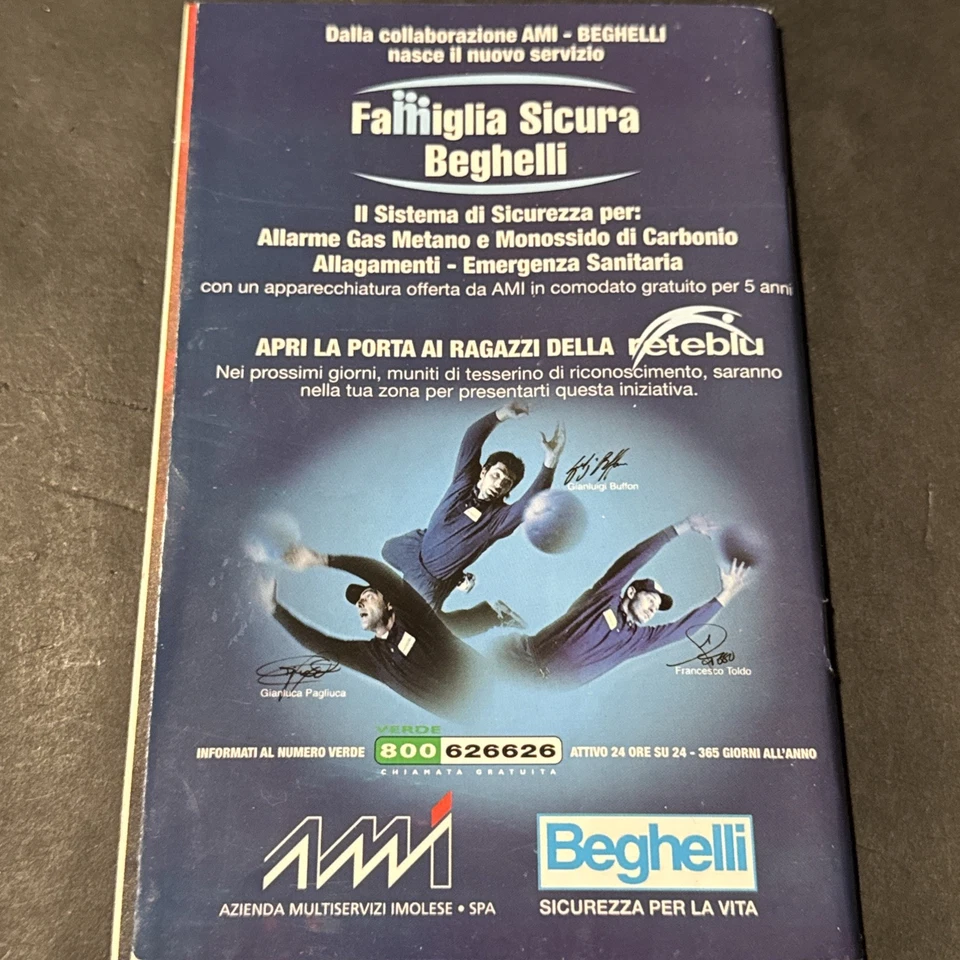 Dalla collaborazione AMI - BEGHELLI
nasce il nuovo servizio
Famiglia Sicura
Beghelli
Il Sistema di Sicurezza per:
Allarme Gas Metano e Monossido di Carbonio
Allagamenti - Emergenza Sanitaria
con un apparecchiatura offerta da AMI in comodato gratuito per 5 anni
APRI LA PORTA AI RAGAZZI DELLA reteblu
Nei prossimi giorni, muniti di tesserino di riconoscimento, saranno
nella tua zona per presentarti questa iniziativa.
Gianluigi Buffon
Gianluca Pagliuca
Francesco Toldo
VERDE
INFORMATI AL NUMERO VERDE 800 626626 ATTIVO 24 ORE SU 24 - 365 GIORNI ALL'ANNO
CHIAMATA GRATUITA
AMI
AZIENDA MULTISERVIZI IMOLESE • SPA
Beghelli
SICUREZZA PER LA VITA